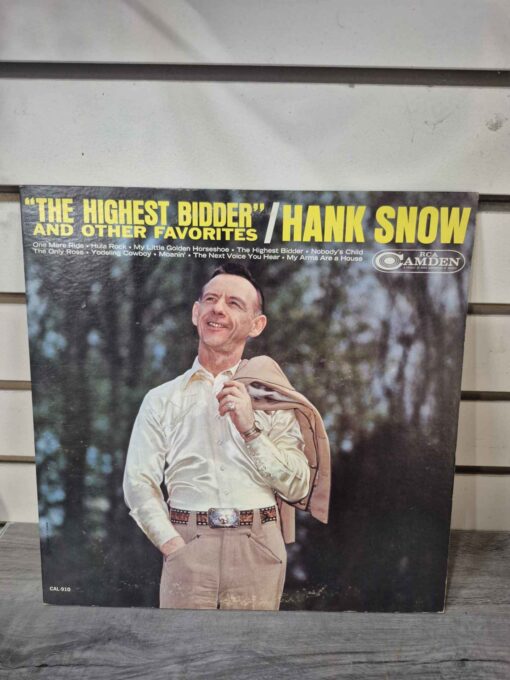 "THE HIGHEST BIDDER" / HANK SNOW
AND OTHER FAVORITES
One More Ride • Hula Rock • My Little Golden Horseshoe • The Highest Bidder • Nobody's Child
The Only Rose • Yodeling Cowboy • Moanin' • The Next Voice You Hear • My Arms Are a House
RCA
CAMDEN
CAL-910